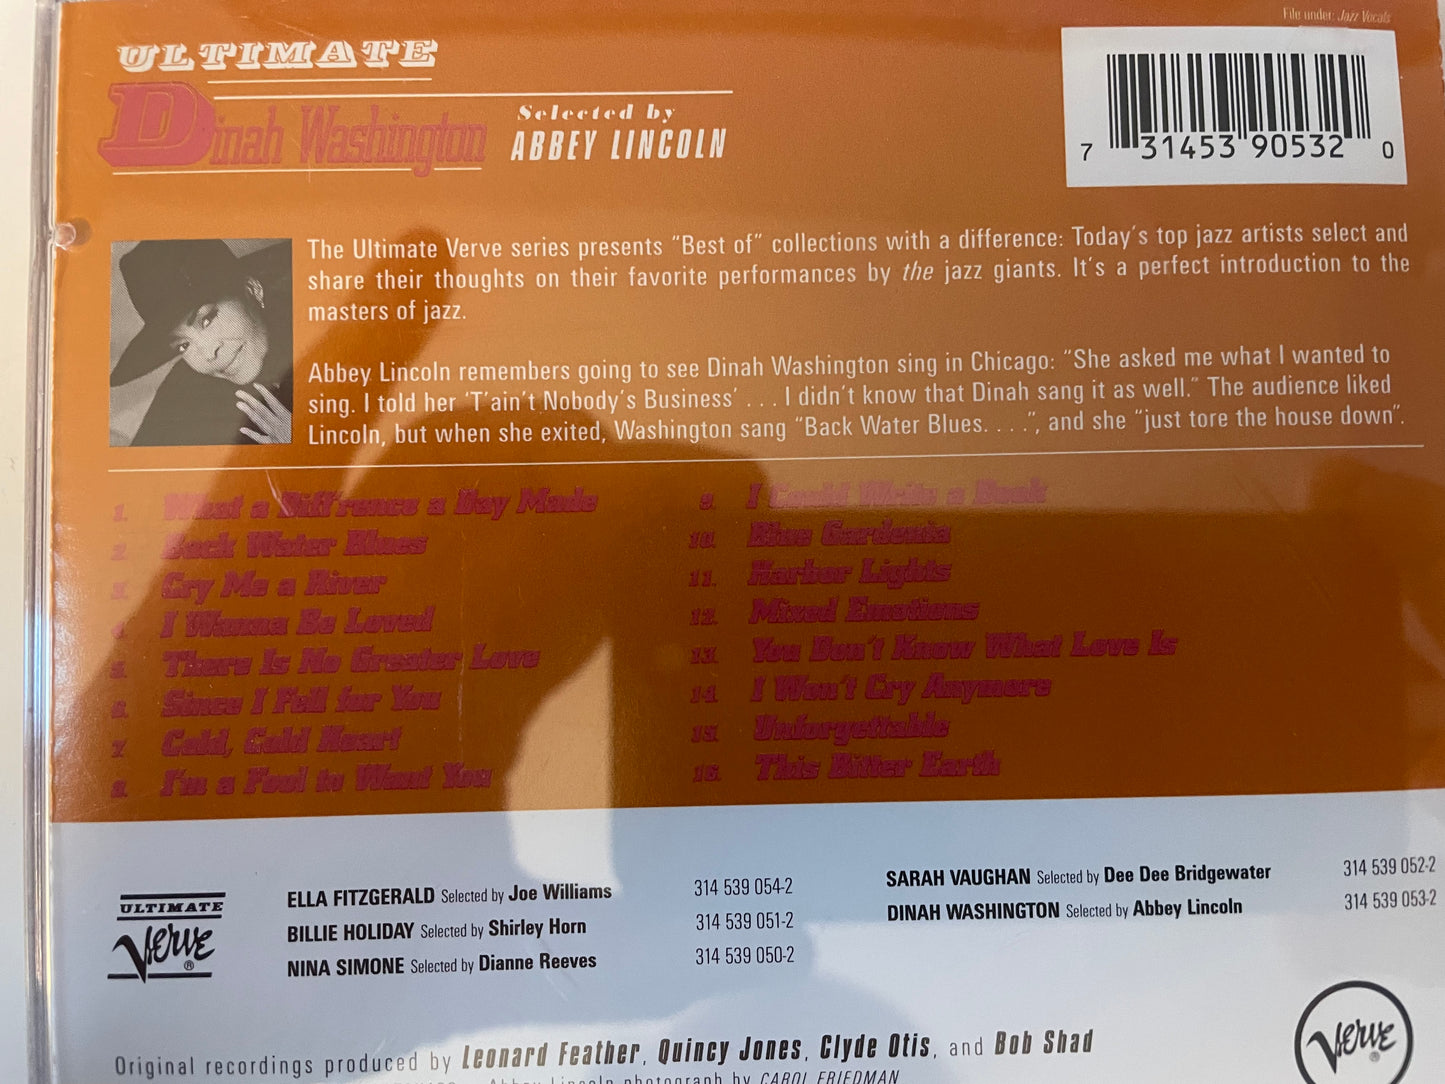 File under: Jazz Vocals
ULTIMATE
Dinah Washington
Selected by
ABBEY LINCOLN
7 31453 90532 0
The Ultimate Verve series presents "Best of" collections with a difference: Today's top jazz artists select and
share their thoughts on their favorite performances by the jazz giants. It's a perfect introduction to the
masters of jazz.
Abbey Lincoln remembers going to see Dinah Washington sing in Chicago: "She asked me what I wanted to
sing. I told her 'T'ain't Nobody's Business' . . . I didn't know that Dinah sang it as well." The audience liked
Lincoln, but when she exited, Washington sang "Back Water Blues. . . .", and she "just tore the house down".
1. What a Diff'rence a Day Made
2. Back Water Blues
3. Cry Me a River
4. I Wanna Be Loved
5. There Is No Greater Love
6. Since I Fell for You
7. Cold, Cold Heart
8. I'm a Fool to Want You
9. I Could Write a Book
10. Blue Gardenia
11. Harbor Lights
12. Mixed Emotions
13. You Don't Know What Love Is
14. I Won't Cry Anymore
15. Unforgettable
16. This Bitter Earth
ULTIMATE
Verve®
ELLA FITZGERALD Selected by Joe Williams 314 539 054-2
BILLIE HOLIDAY Selected by Shirley Horn 314 539 051-2
NINA SIMONE Selected by Dianne Reeves 314 539 050-2
SARAH VAUGHAN Selected by Dee Dee Bridgewater 314 539 052-2
DINAH WASHINGTON Selected by Abbey Lincoln 314 539 053-2
Verve®
Original recordings produced by Leonard Feather, Quincy Jones, Clyde Otis, and Bob Shad
Abbey Lincoln photograph by CAROL FRIEDMAN